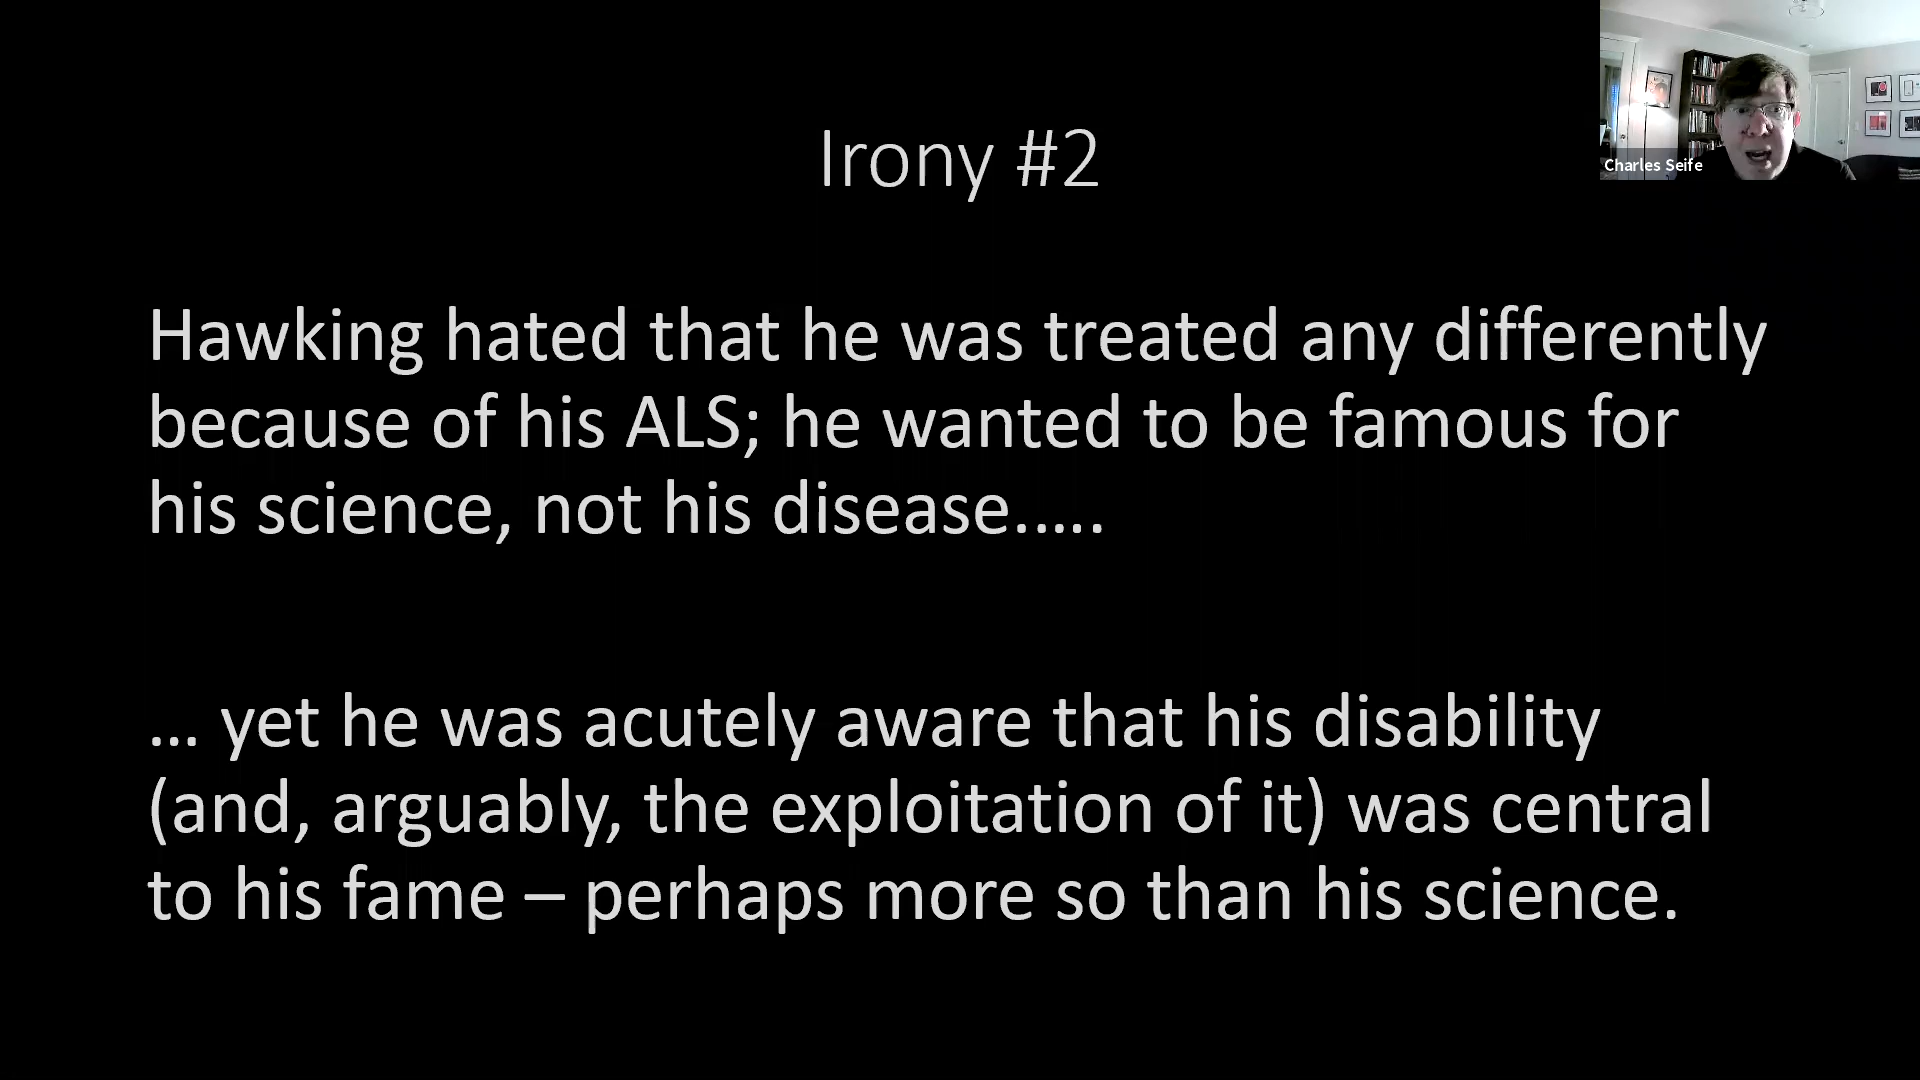 Irony #2
Charles Seife
Hawking hated that he was treated any differently
because of his ALS; he wanted to be famous for
his science, not his disease.….
… yet he was acutely aware that his disability
(and, arguably, the exploitation of it) was central
to his fame – perhaps more so than his science.